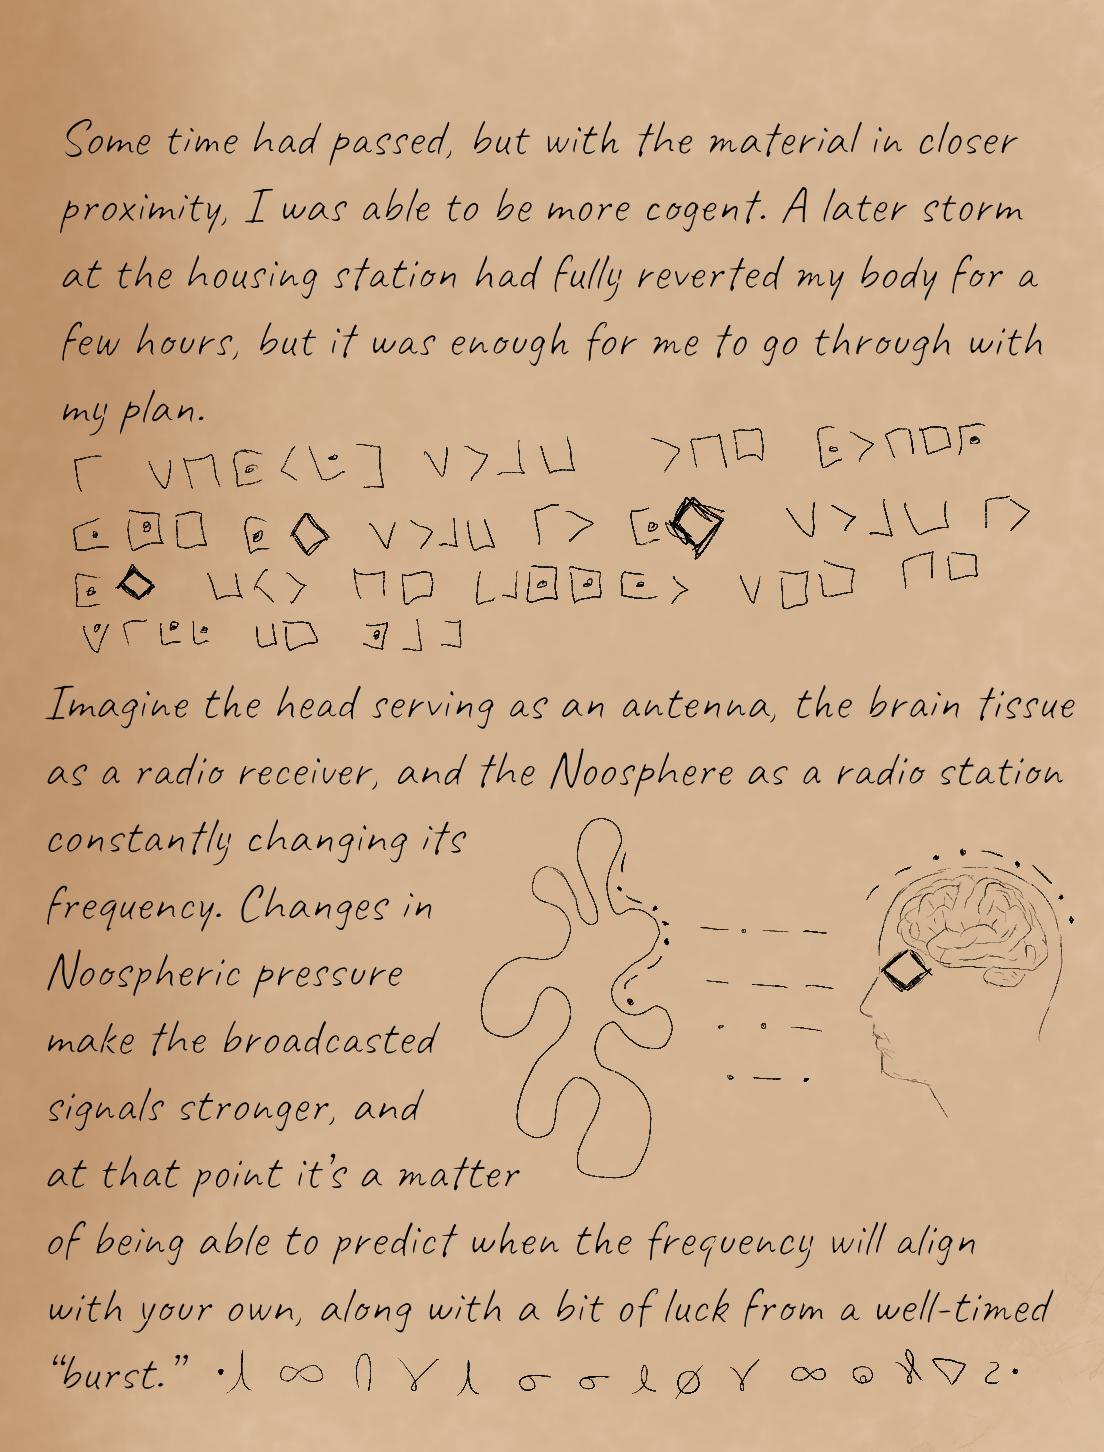 Some time had passed, but with the material in closer
proximity, I was able to be more cogent. A later storm
at the housing station had fully reverted my body for a
few hours, but it was enough for me to go through with
my plan.
Imagine the head serving as an antenna, the brain tissue
as a radio receiver, and the Noosphere as a radio station
constantly changing its
frequency. Changes in
Noospheric pressure
make the broadcasted
signals stronger, and
at that point it’s a matter
of being able to predict when the frequency will align
with your own, along with a bit of luck from a well-timed
“burst.”